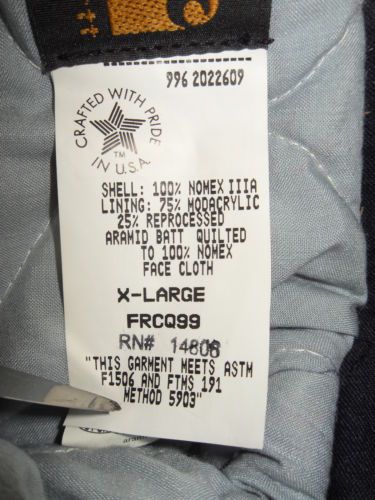 996 2022609
CRAFTED WITH PRIDE
TM
IN U.S.A.
SHELL: 100% NOMEX IIIA
LINING: 75% MODACRYLIC
25% REPROCESSED
ARAMID BATT QUILTED
TO 100% NOMEX
FACE CLOTH
X-LARGE
FRCQ99
RN# 14806
"THIS GARMENT MEETS ASTM
F1506 AND FTMS 191
METHOD 5903"